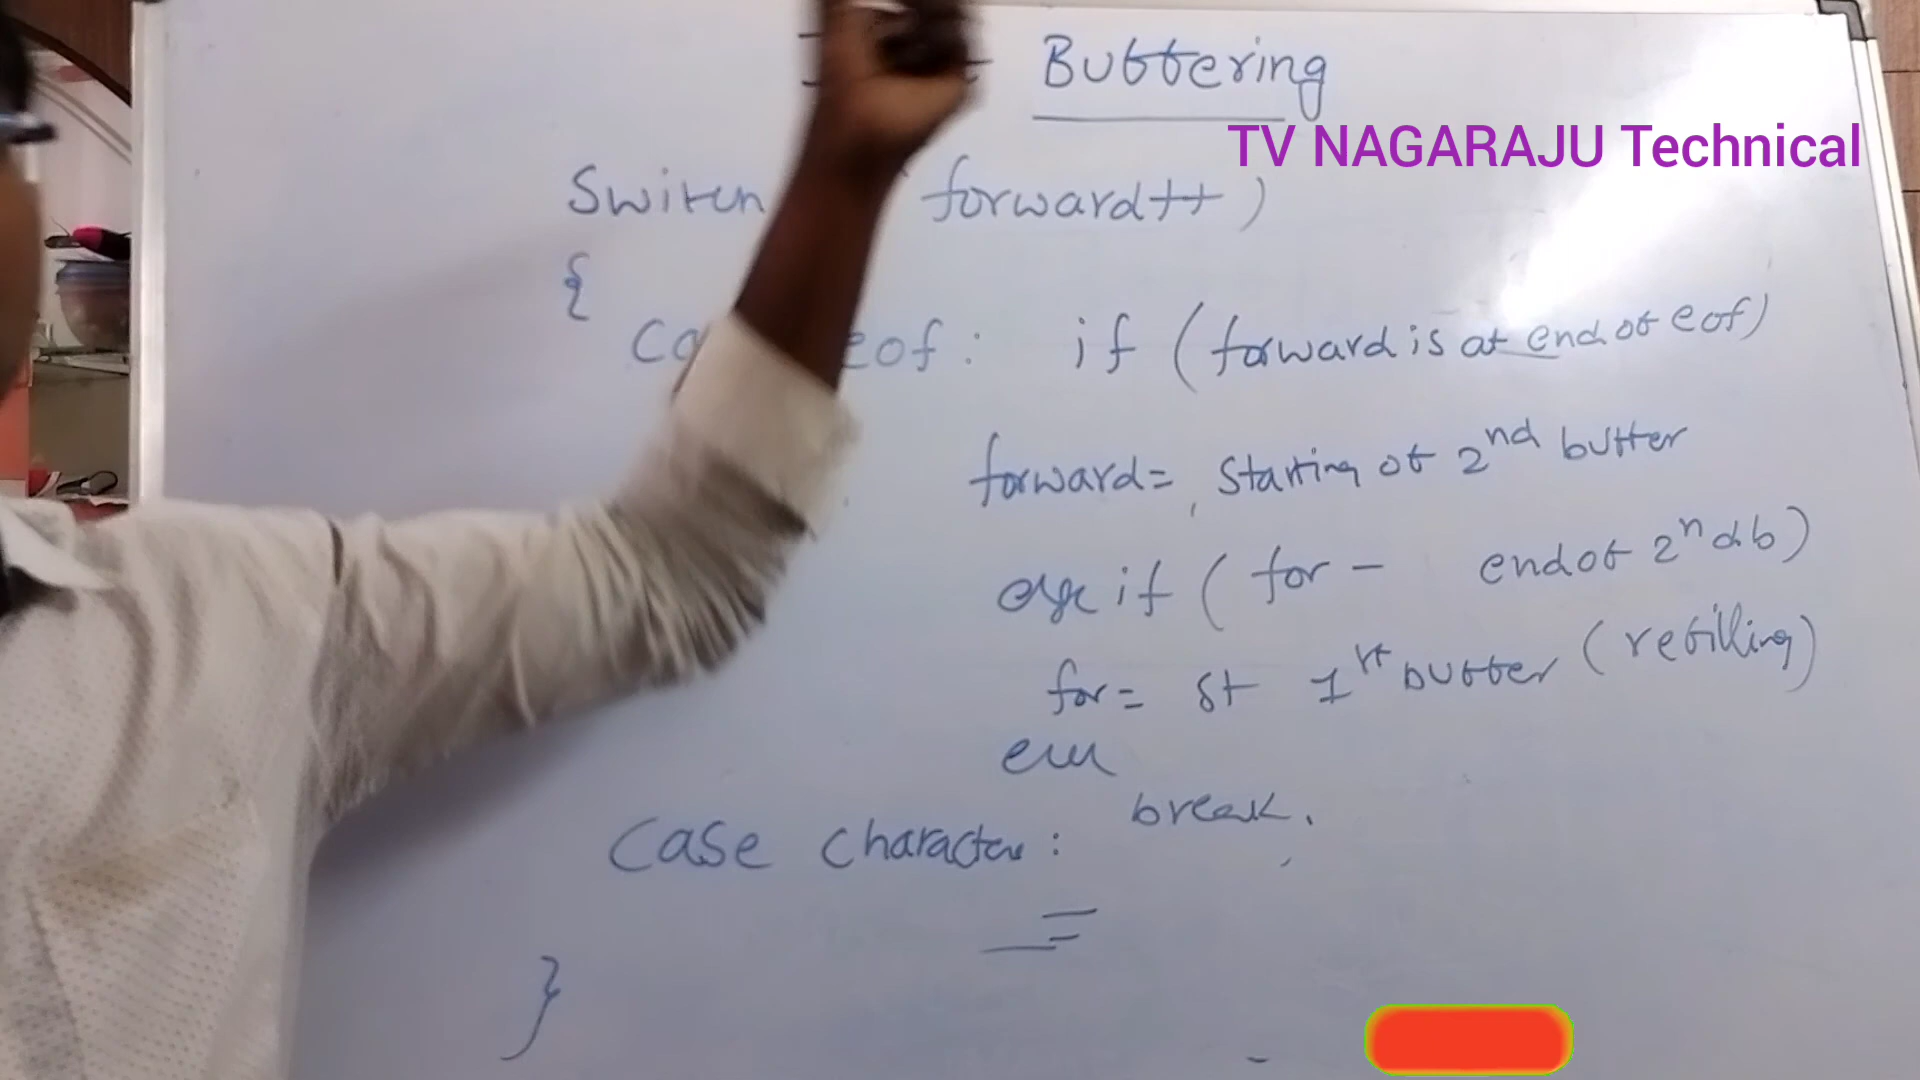 Buffering
TV NAGARAJU Technical
Switch forward++)
{
eof: if (forward is at end of eof)
forward = starting of 2nd buffer
else if ( for - end of 2nd b)
for = st 1st buffer (refilling)
break.
case character:
}